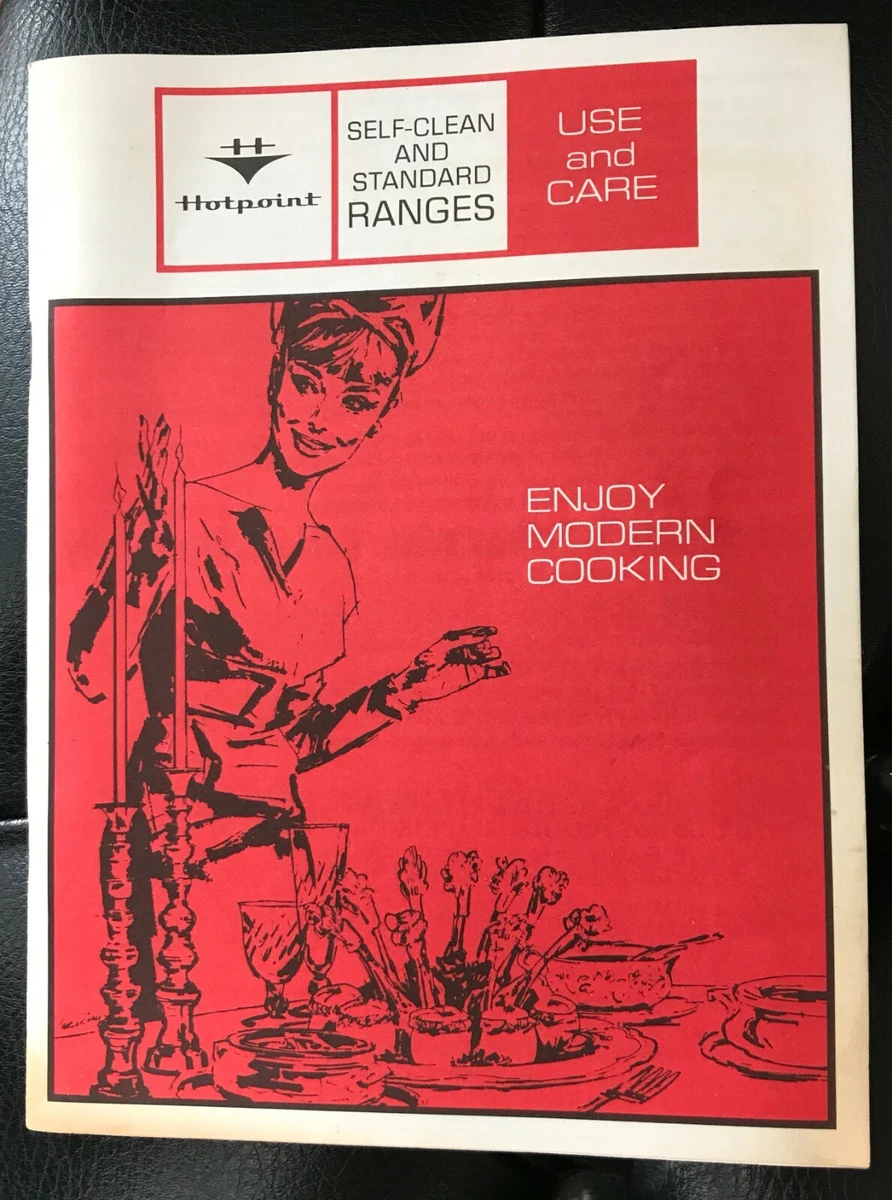 Hotpoint
SELF-CLEAN
AND
STANDARD
RANGES
USE
and
CARE
ENJOY
MODERN
COOKING